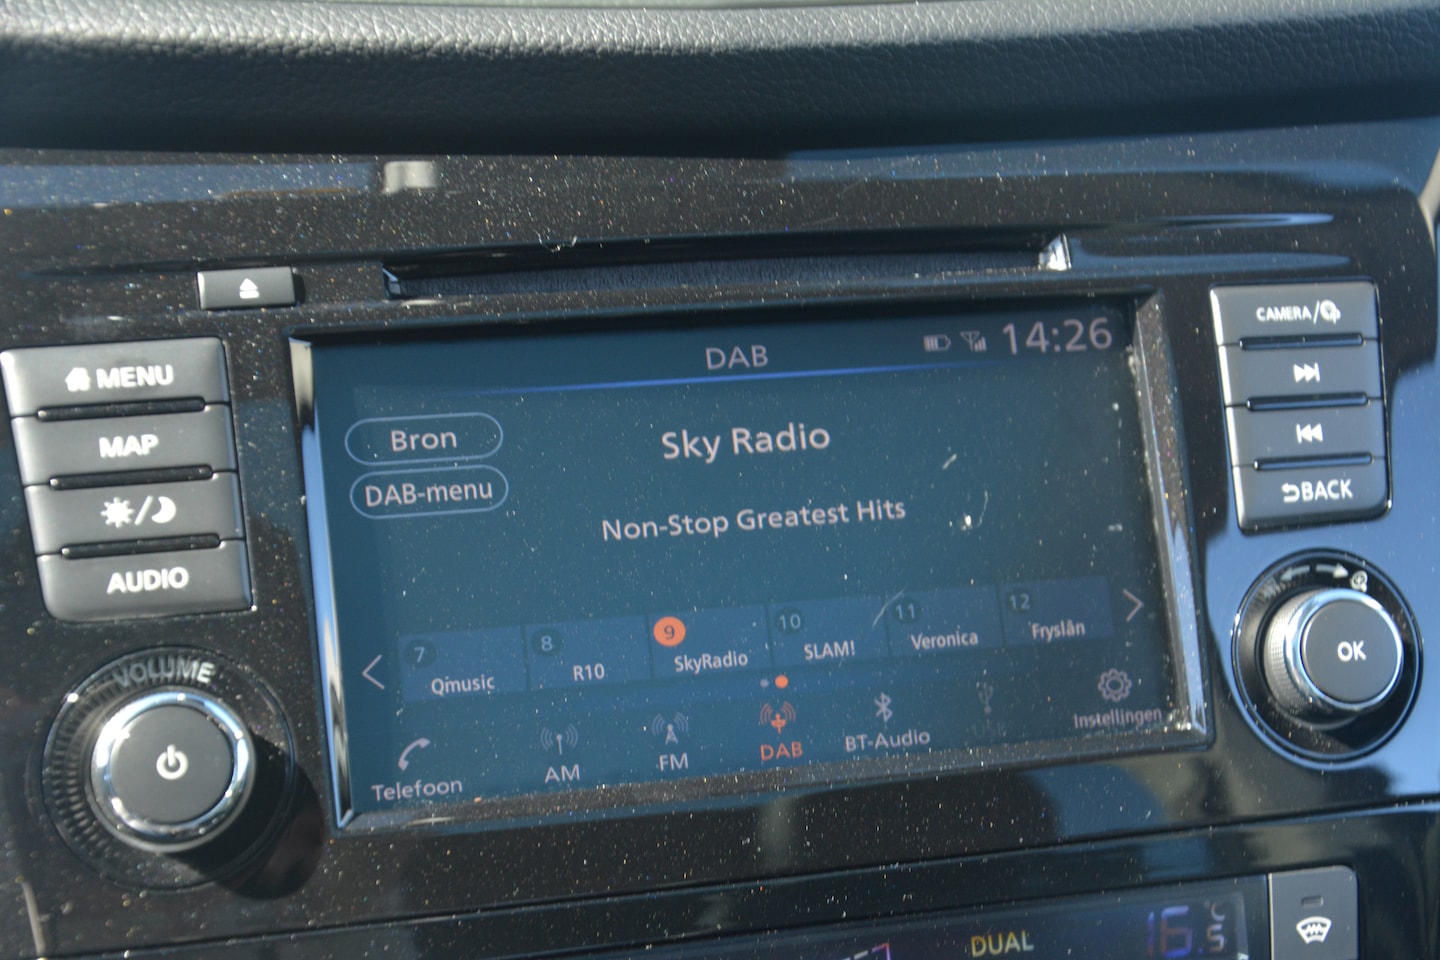 CAMERA/
MENU
MAP
AUDIO
VOLUME
DAB
14:26
Bron
DAB-menu
Sky Radio
Non-Stop Greatest Hits
7 Qmusic
8 R10
9 SkyRadio
10 SLAM!
11 Veronica
12 Fryslân
Telefoon
AM
FM
DAB
BT-Audio
Instellingen
BACK
OK
DUAL
16.5 °C